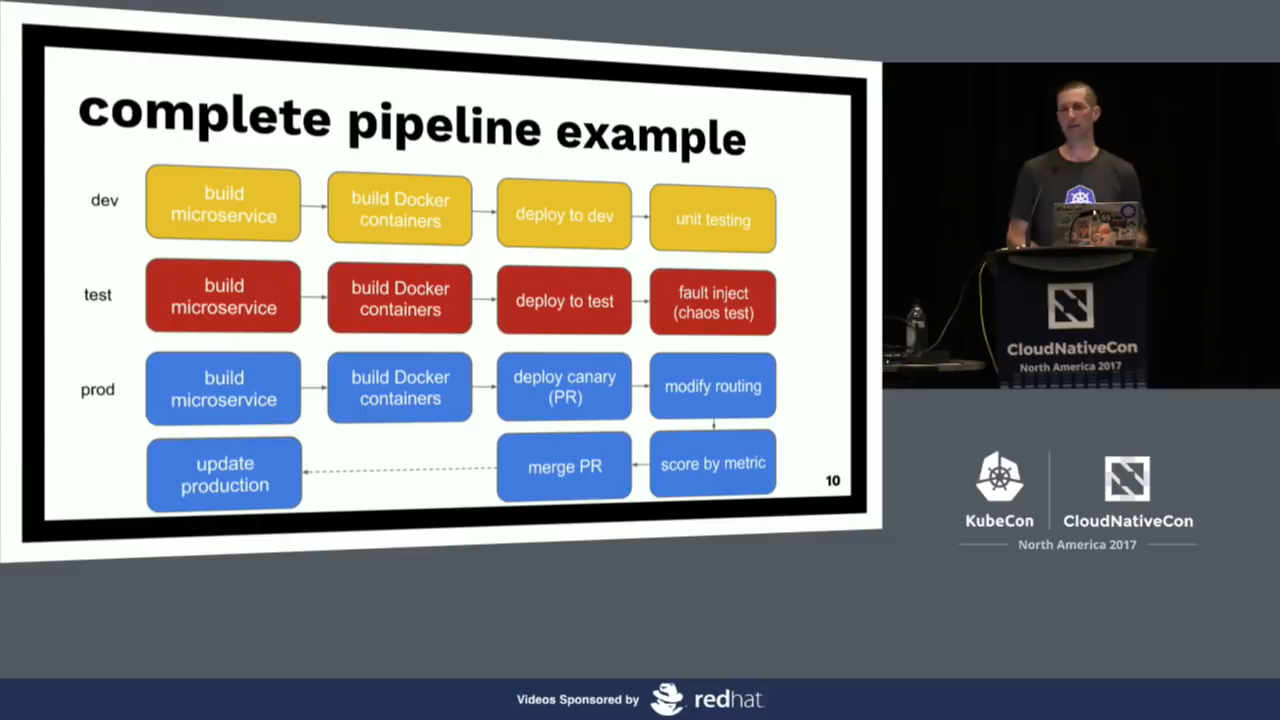 complete pipeline example
dev
build
microservice
build Docker
containers
deploy to dev
unit testing
test
build
microservice
build Docker
containers
deploy to test
fault inject
(chaos test)
prod
build
microservice
build Docker
containers
deploy canary
(PR)
modify routing
update
production
merge PR
score by metric
10
CloudNativeCon
North America 2017
KubeCon
CloudNativeCon
North America 2017
Videos Sponsored by
redhat.